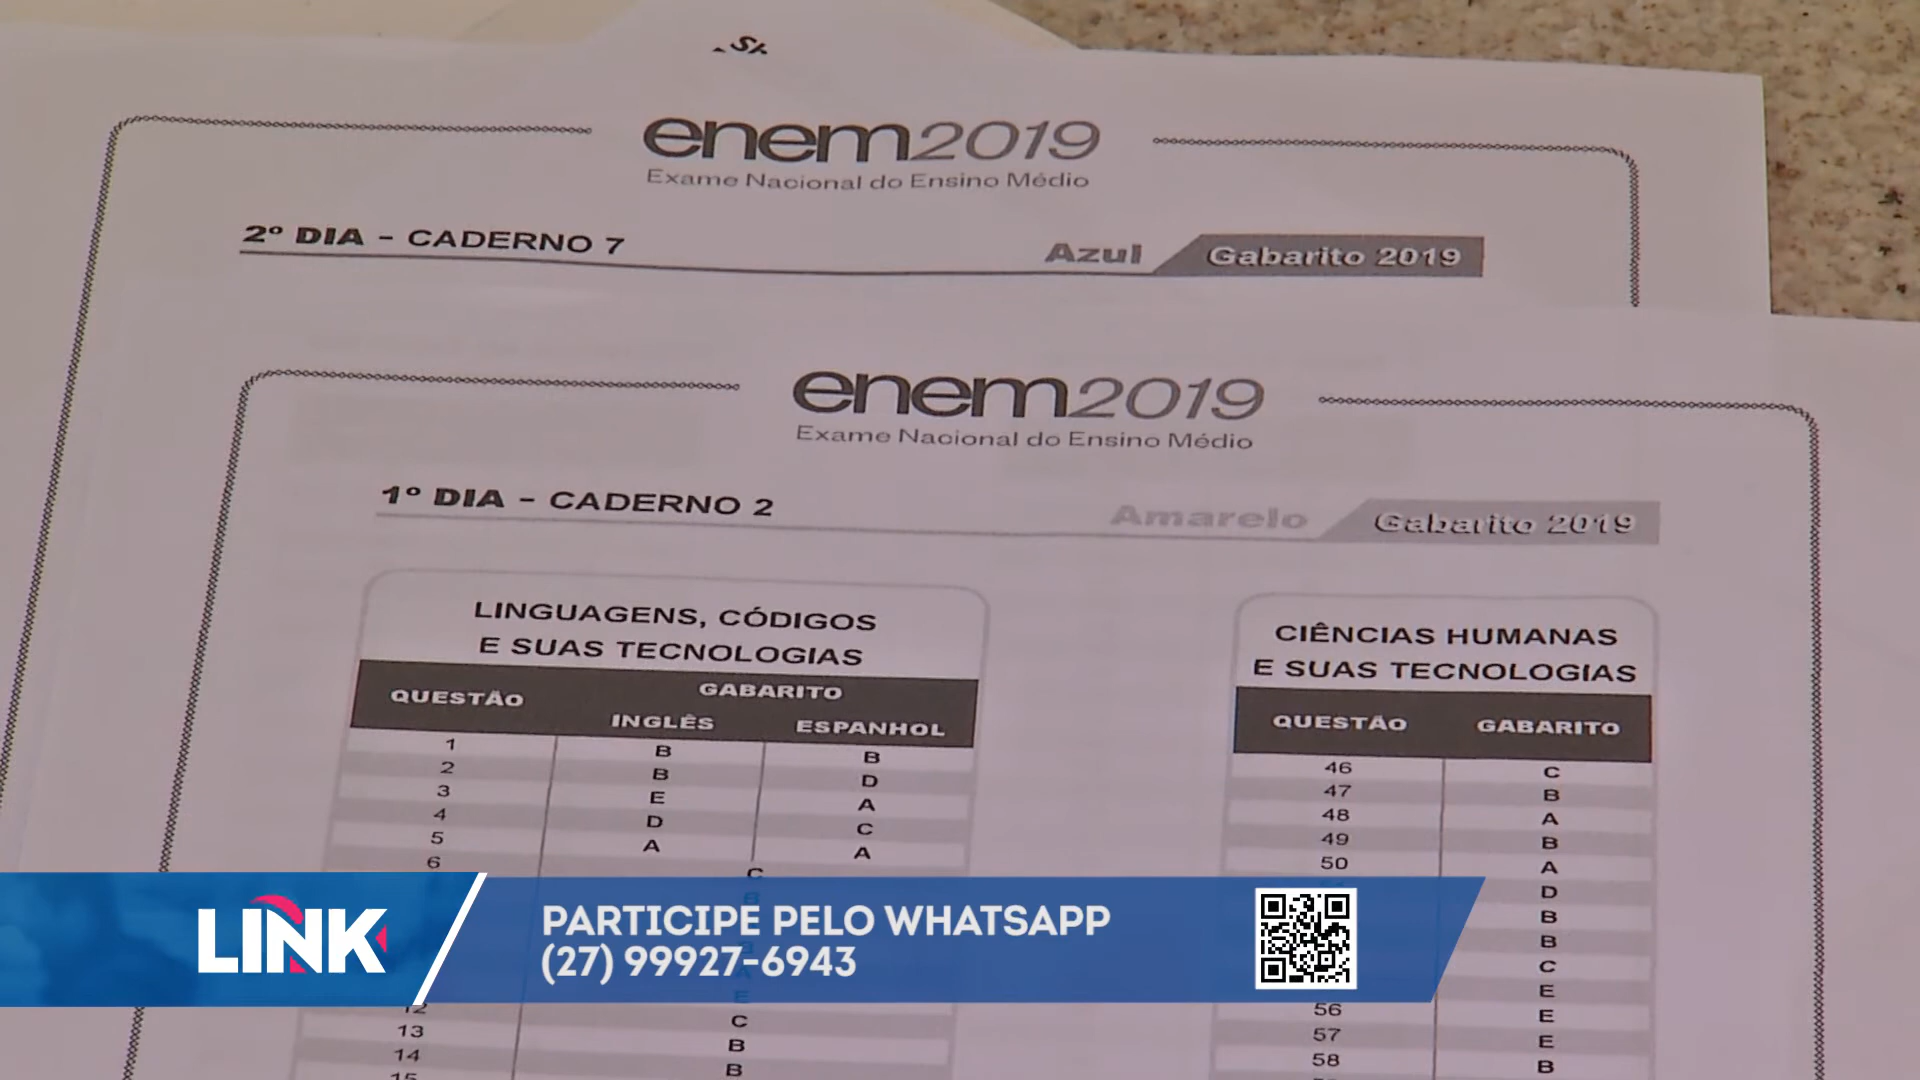 enem2019
Exame Nacional do Ensino Médio
2º DIA - CADERNO 7
Azul
Gabarito 2019
enem2019
Exame Nacional do Ensino Médio
1º DIA - CADERNO 2
Amarelo
Gabarito 2019
LINGUAGENS, CÓDIGOS
E SUAS TECNOLOGIAS
QUESTÃO
GABARITO
INGLÊS ESPANHOL
1 B B
2 B D
3 E A
4 D C
5 A A
6 C
12
13 C
14 B
15 B
CIÊNCIAS HUMANAS
E SUAS TECNOLOGIAS
QUESTÃO GABARITO
46 C
47 B
48 A
49 B
50 A
D
B
B
C
E
56 E
57 E
58 B
LINK
PARTICIPE PELO WHATSAPP
(27) 99927-6943